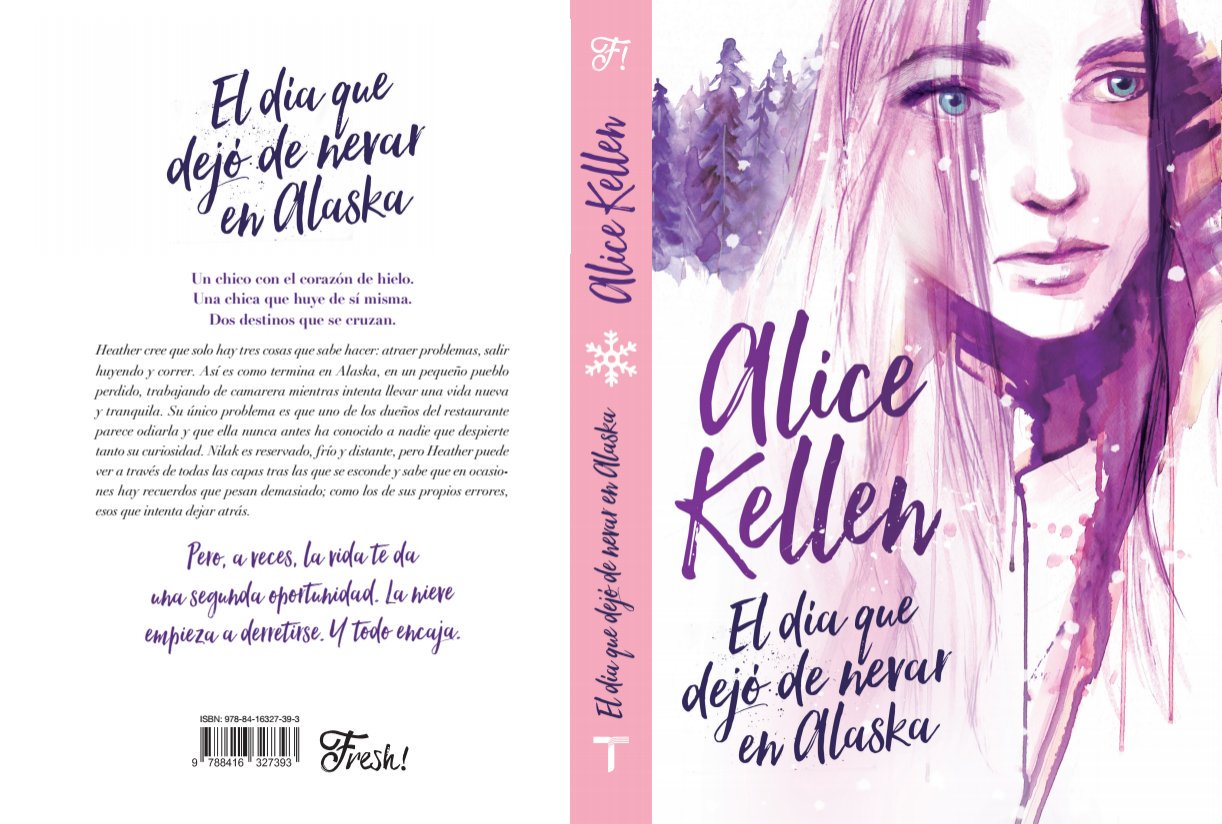 El día que
dejó de nevar
en Alaska
Un chico con el corazón de hielo.
Una chica que huye de sí misma.
Dos destinos que se cruzan.
Heather cree que solo hay tres cosas que sabe hacer: atraer problemas, salir
huyendo y correr. Así es como termina en Alaska, en un pequeño pueblo
perdido, trabajando de camarera mientras intenta llevar una vida nueva
y tranquila. Su único problema es que uno de los dueños del restaurante
parece odiarla y que ella nunca antes ha conocido a nadie que despierte
tanto su curiosidad. Nilak es reservado, frío y distante, pero Heather puede
ver a través de todas las capas tras las que se esconde y sabe que en ocasio-
nes hay recuerdos que pesan demasiado; como los de sus propios errores,
esos que intenta dejar atrás.
Pero, a veces, la vida te da
una segunda oportunidad. La nieve
empieza a derretirse. Y todo encaja.
ISBN: 978-84-16327-39-3
9 788416 327393
Fresh!
F!
Alice Kellen
El día que dejó de nevar en Alaska
T
Alice
Kellen
El día que
dejó de nevar
en Alaska